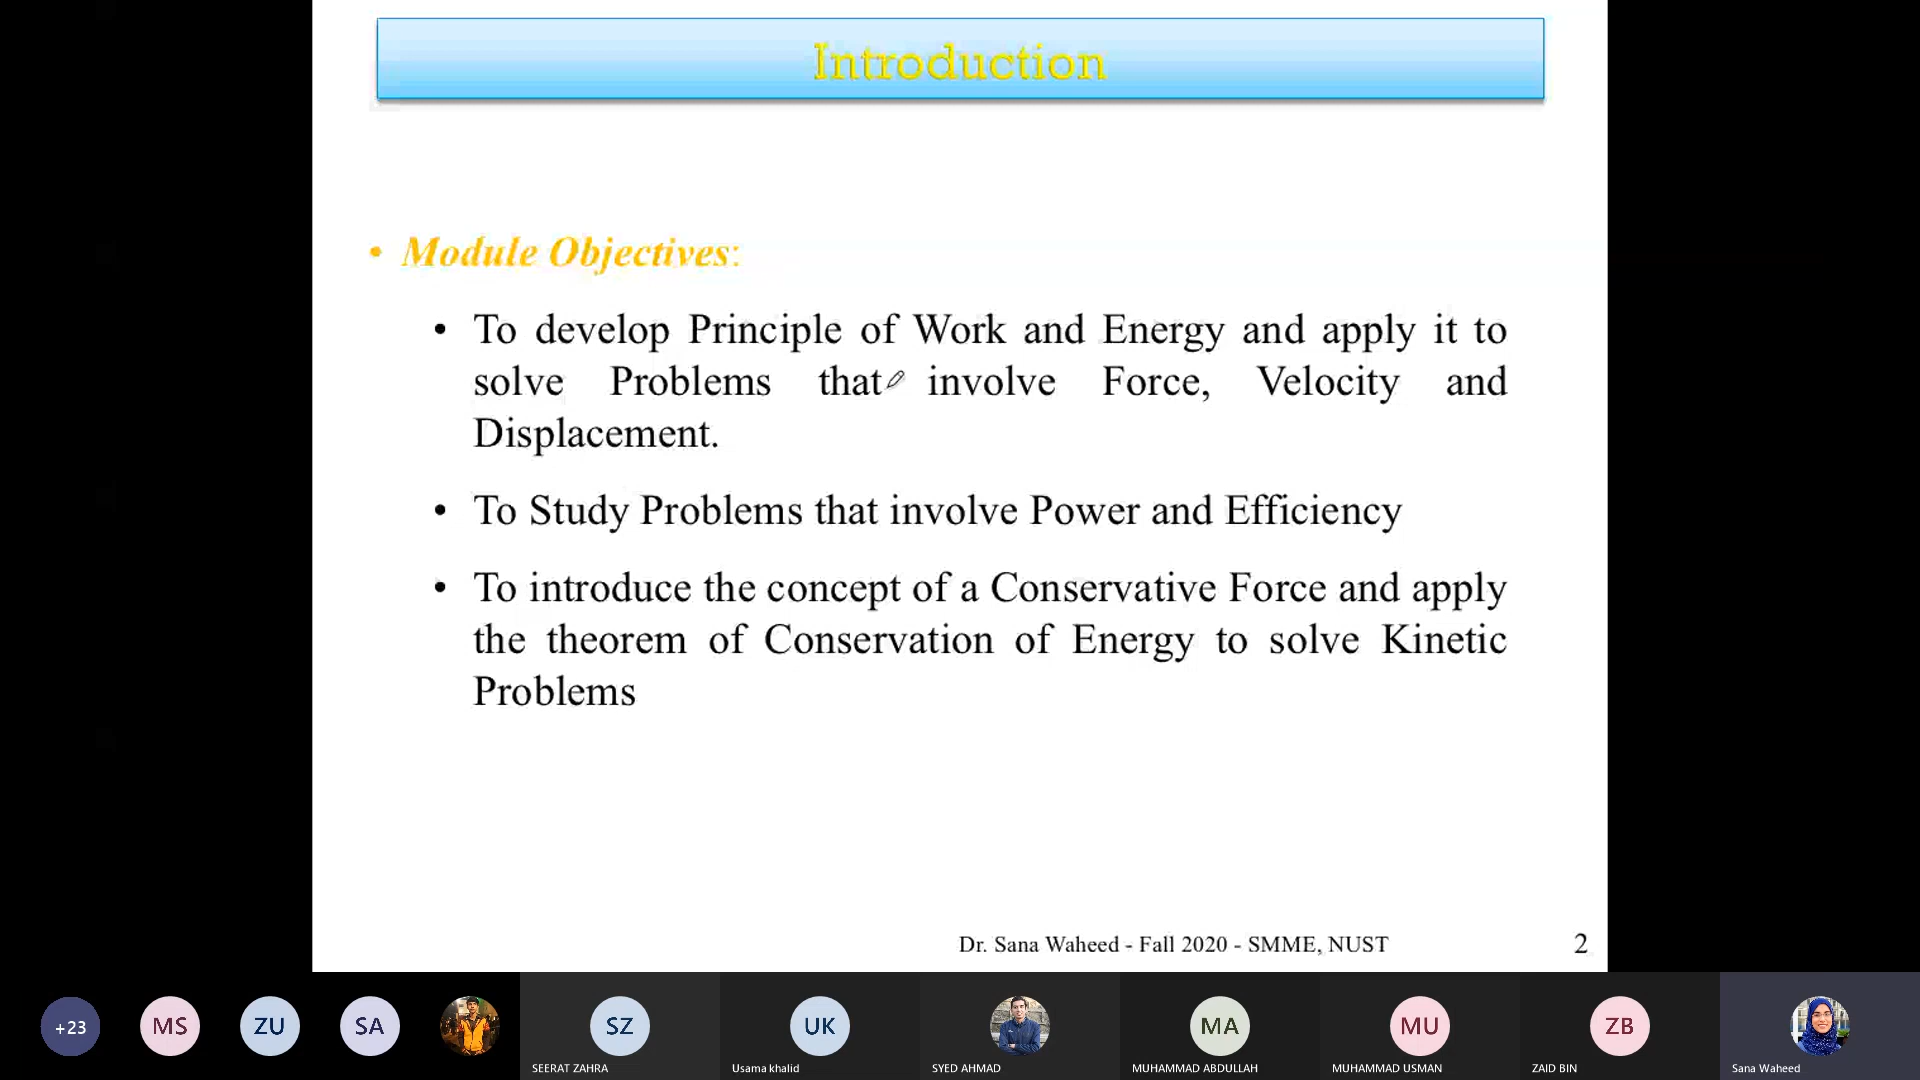 Introduction
• Module Objectives:
• To develop Principle of Work and Energy and apply it to
solve Problems that involve Force, Velocity and
Displacement.
• To Study Problems that involve Power and Efficiency
• To introduce the concept of a Conservative Force and apply
the theorem of Conservation of Energy to solve Kinetic
Problems
Dr. Sana Waheed - Fall 2020 - SMME, NUST
2
+23
MS
ZU
SA
SZ
UK
MA
MU
ZB
SEERAT ZAHRA
Usama khalid
SYED AHMAD
MUHAMMAD ABDULLAH
MUHAMMAD USMAN
ZAID BIN
Sana Waheed